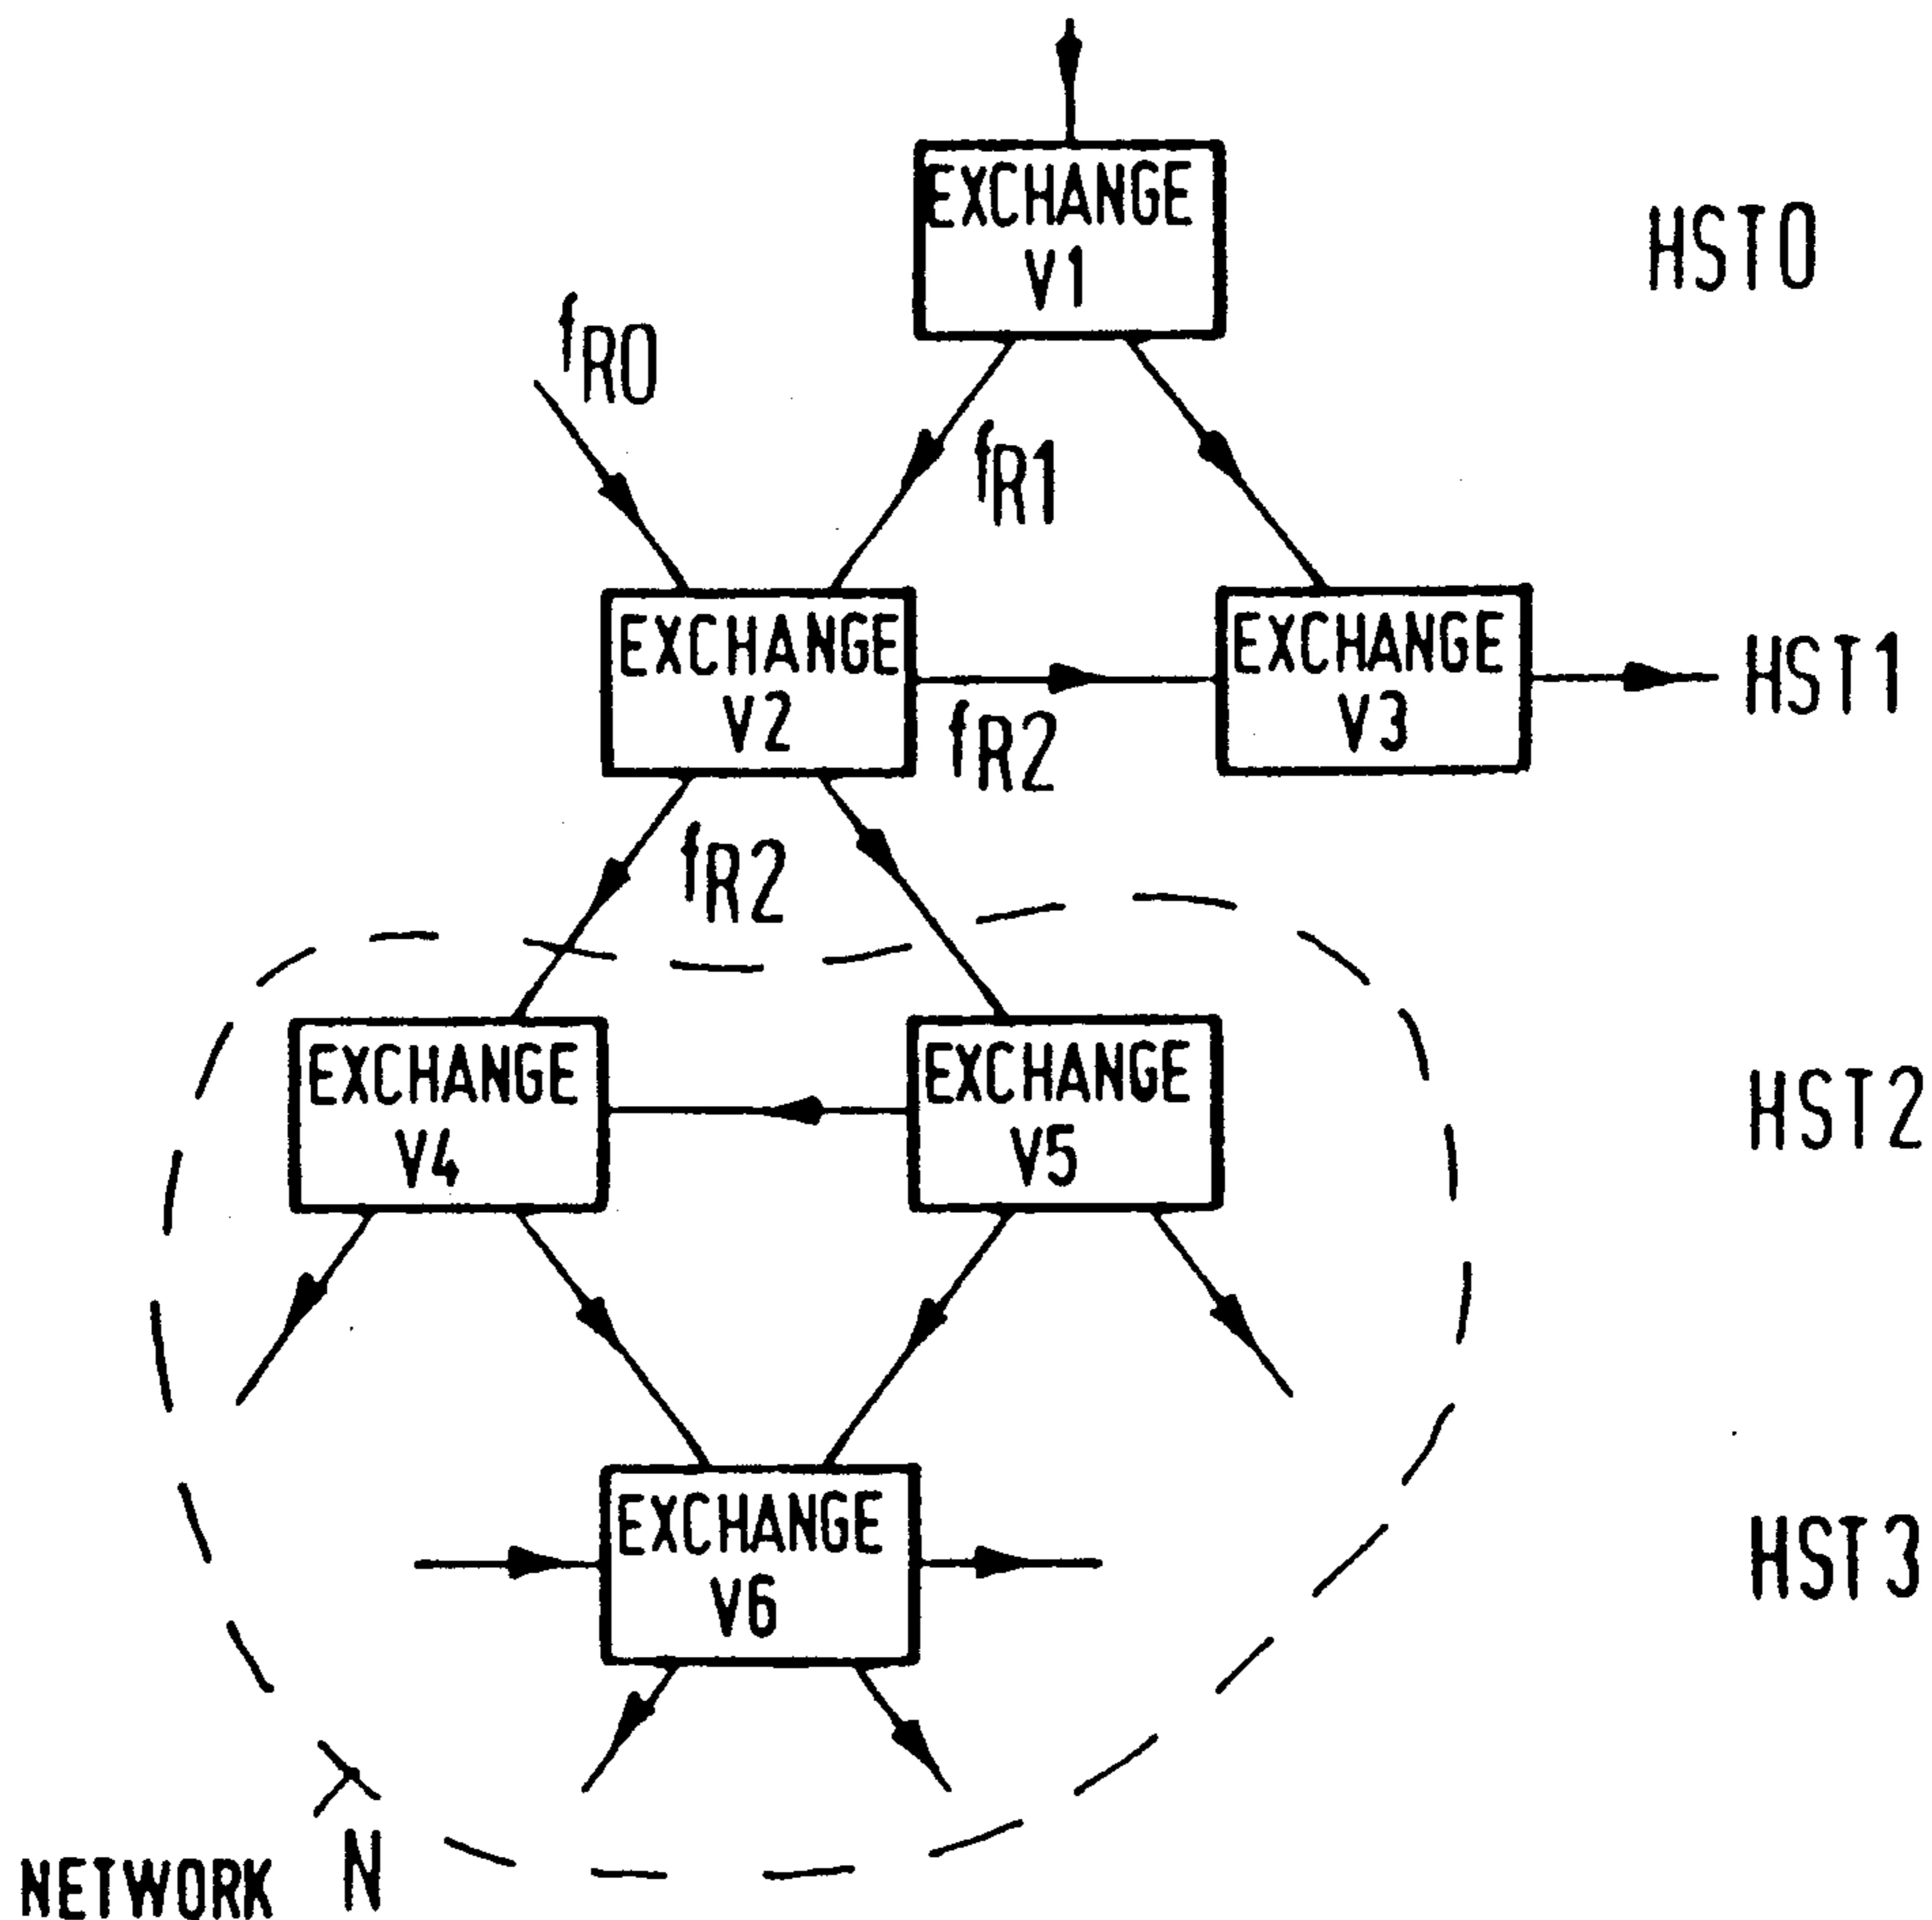 EXCHANGE
V1
HST0
fR0
fR1
EXCHANGE
V2
EXCHANGE
V3
HST1
fR2
fR2
EXCHANGE
V4
EXCHANGE
V5
HST2
EXCHANGE
V6
HST3
NETWORK N